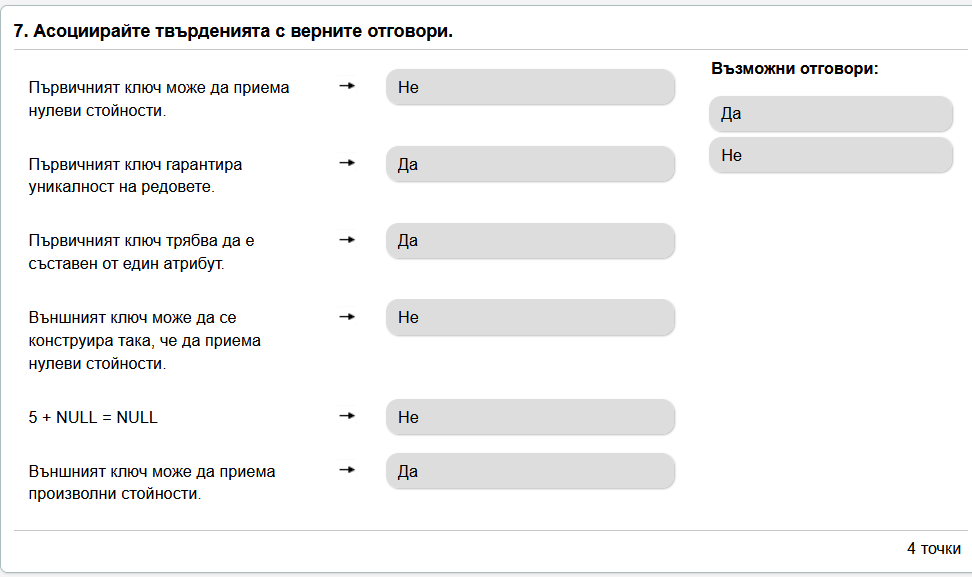 7. Асоциирайте твърденията с верните отговори.
Възможни отговори:
Да
Не
Първичният ключ може да приема
нулеви стойности.
Не
Първичният ключ гарантира
уникалност на редовете.
Да
Първичният ключ трябва да е
съставен от един атрибут.
Да
Външният ключ може да се
конструира така, че да приема
нулеви стойности.
Не
5 + NULL = NULL
Не
Външният ключ може да приема
произволни стойности.
Да
4 точки